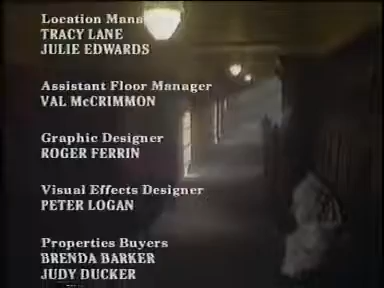 Location Mana
TRACY LANE
JULIE EDWARDS
Assistant Floor Manager
VAL McCRIMMON
Graphic Designer
ROGER FERRIN
Visual Effects Designer
PETER LOGAN
Properties Buyers
BRENDA BARKER
JUDY DUCKER